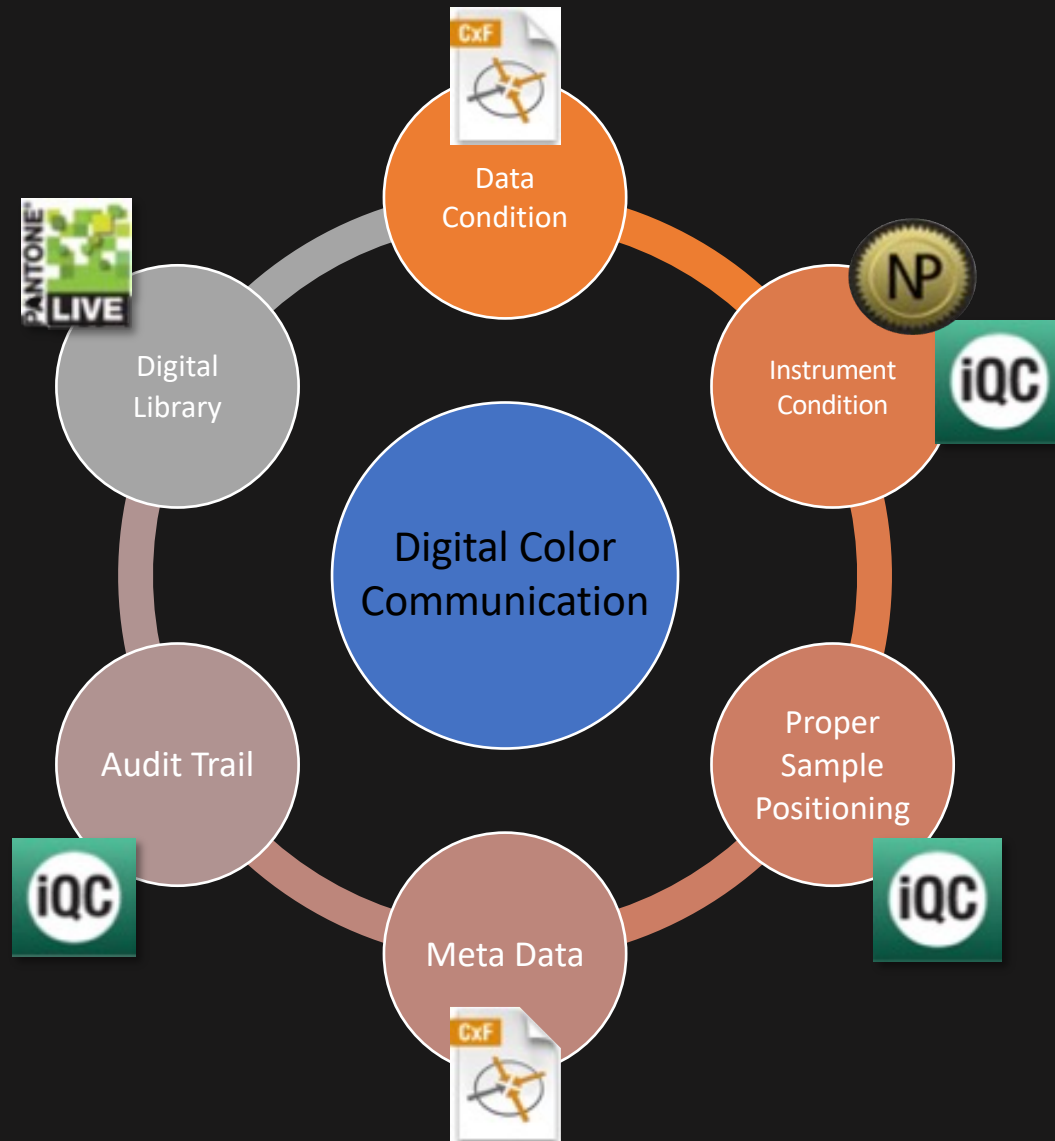 CxF
Data
Condition
PANTONE®
LIVE
NP
iQC
Digital
Library
Instrument
Condition
Digital Color
Communication
Audit Trail
Proper
Sample
Positioning
iQC
iQC
Meta Data
CxF